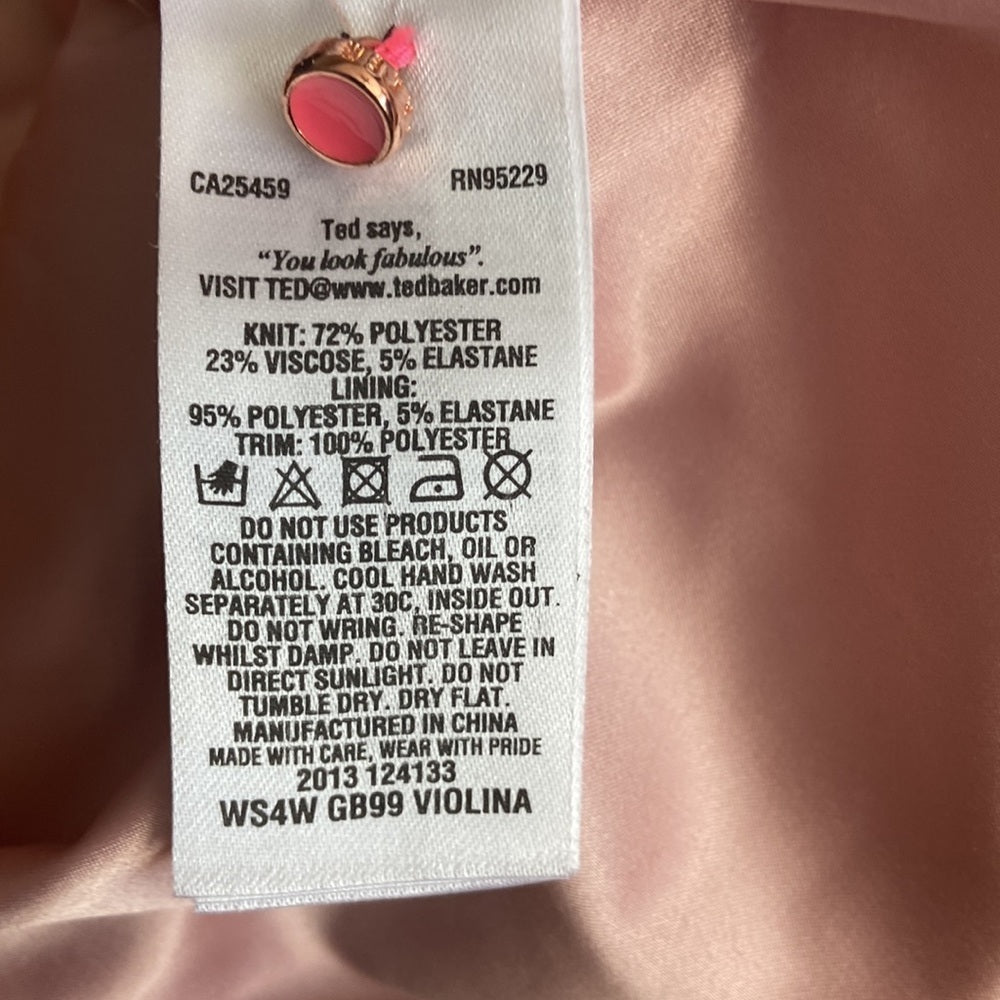 CA25459 RN95229
Ted says,
“You look fabulous”.
VISIT TED@www.tedbaker.com
KNIT: 72% POLYESTER
23% VISCOSE, 5% ELASTANE
LINING:
95% POLYESTER, 5% ELASTANE
TRIM: 100% POLYESTER
DO NOT USE PRODUCTS
CONTAINING BLEACH, OIL OR
ALCOHOL. COOL HAND WASH
SEPARATELY AT 30C, INSIDE OUT.
DO NOT WRING. RE-SHAPE
WHILST DAMP. DO NOT LEAVE IN
DIRECT SUNLIGHT. DO NOT
TUMBLE DRY. DRY FLAT.
MANUFACTURED IN CHINA
MADE WITH CARE, WEAR WITH PRIDE
2013 124133
WS4W GB99 VIOLINA